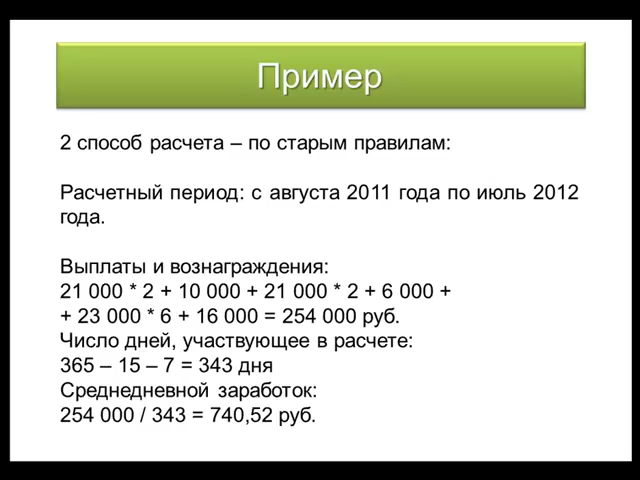 Пример
2 способ расчета – по старым правилам:
Расчетный период: с августа 2011 года по июль 2012
года.
Выплаты и вознаграждения:
21 000 * 2 + 10 000 + 21 000 * 2 + 6 000 +
+ 23 000 * 6 + 16 000 = 254 000 руб.
Число дней, участвующее в расчете:
365 – 15 – 7 = 343 дня
Среднедневной заработок:
254 000 / 343 = 740,52 руб.